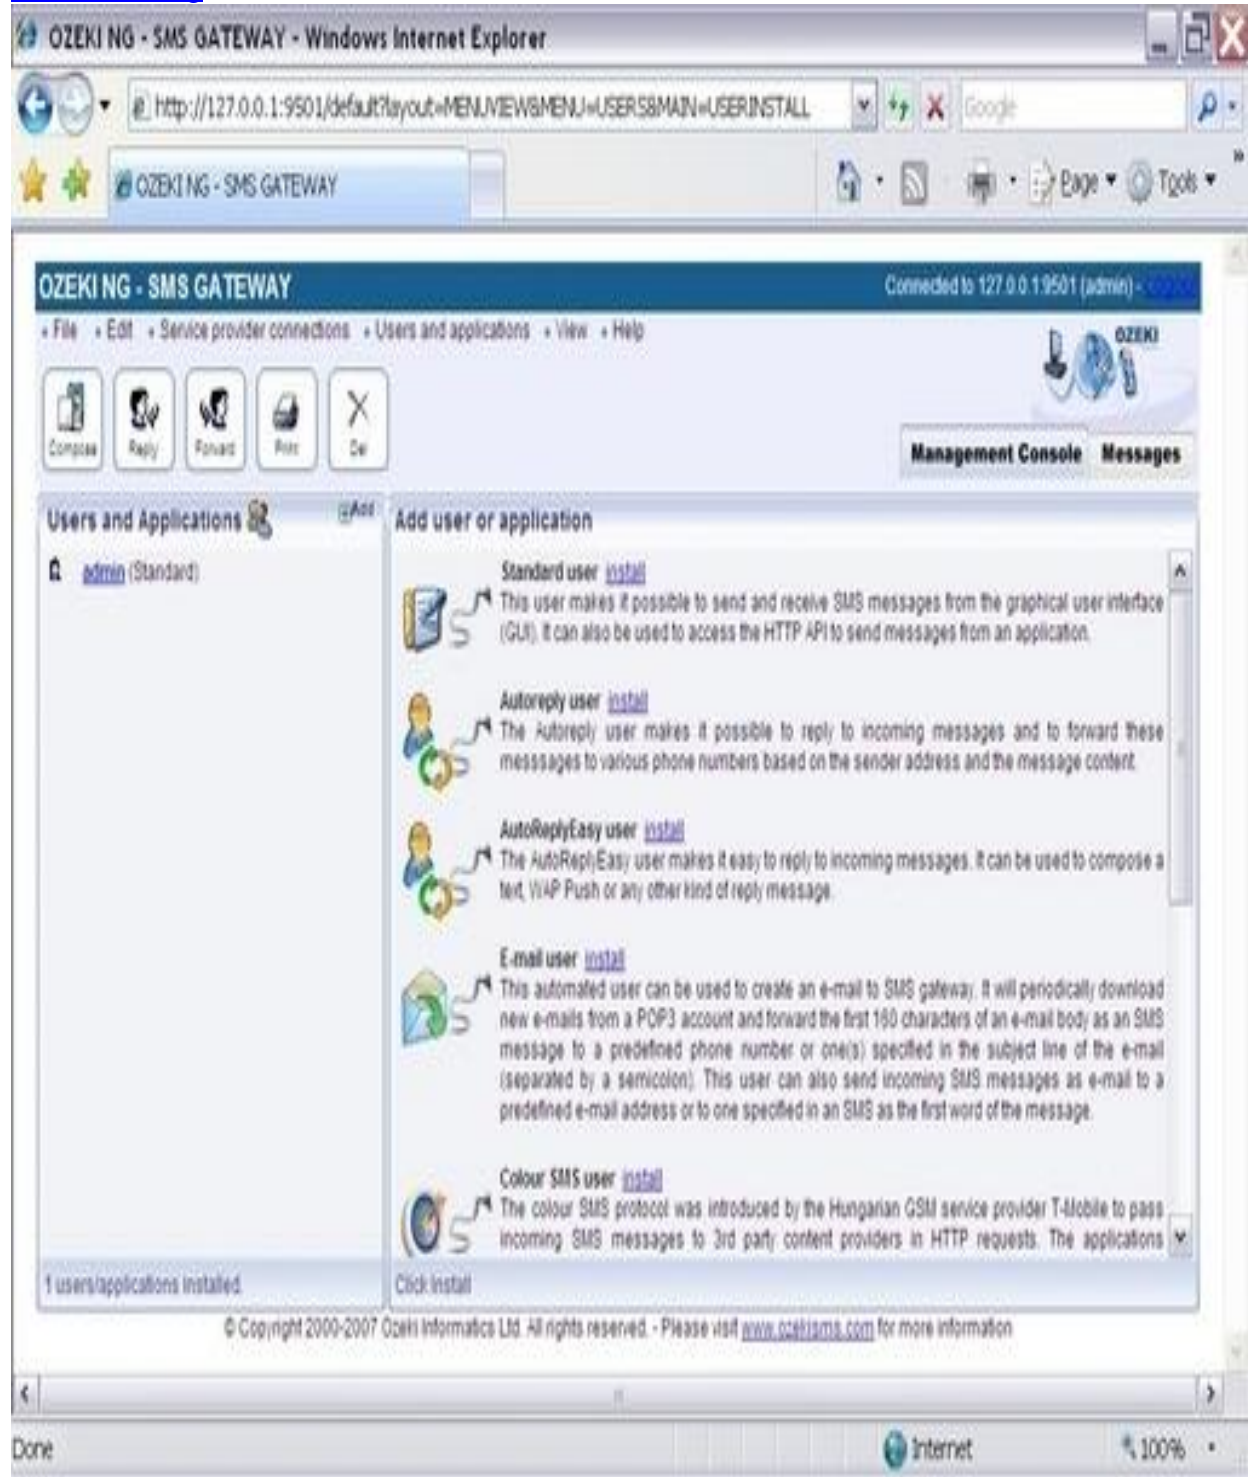 OZEKI NG - SMS GATEWAY - Windows Internet Explorer
http://127.0.0.1:9501/default?layout=MENUVIEW&MENU=USERS&MAIN=USERINSTALL
Google
OZEKI NG - SMS GATEWAY
Page
Tools
OZEKI NG - SMS GATEWAY
Connected to 127.0.0.1:9501 (admin) -
File Edit Service provider connections Users and applications View Help
OZEKI
Compose Reply Forward Print Del
Management Console Messages
Users and Applications
Add
admin (Standard)
1 users/applications installed.
Add user or application
Standard user install
This user makes it possible to send and receive SMS messages from the graphical user interface
(GUI). It can also be used to access the HTTP API to send messages from an application.
Autoreply user install
The Autoreply user makes it possible to reply to incoming messages and to forward these
messsages to various phone numbers based on the sender address and the message content.
AutoReplyEasy user install
The AutoReplyEasy user makes it easy to reply to incoming messages. It can be used to compose a
text, WAP Push or any other kind of reply message.
E-mail user install
This automated user can be used to create an e-mail to SMS gateway. It will periodically download
new e-mails from a POP3 account and forward the first 160 characters of an e-mail body as an SMS
message to a predefined phone number or one(s) specified in the subject line of the e-mail
(separated by a semicolon). This user can also send incoming SMS messages as e-mail to a
predefined e-mail address or to one specified in an SMS as the first word of the message.
Colour SMS user install
The colour SMS protocol was introduced by the Hungarian GSM service provider T-Mobile to pass
incoming SMS messages to 3rd party content providers in HTTP requests. The applications
Click Install
© Copyright 2000-2007 Ozeki Informatics Ltd. All rights reserved. - Please visit www.ozekisms.com for more information
Done
Internet
100%